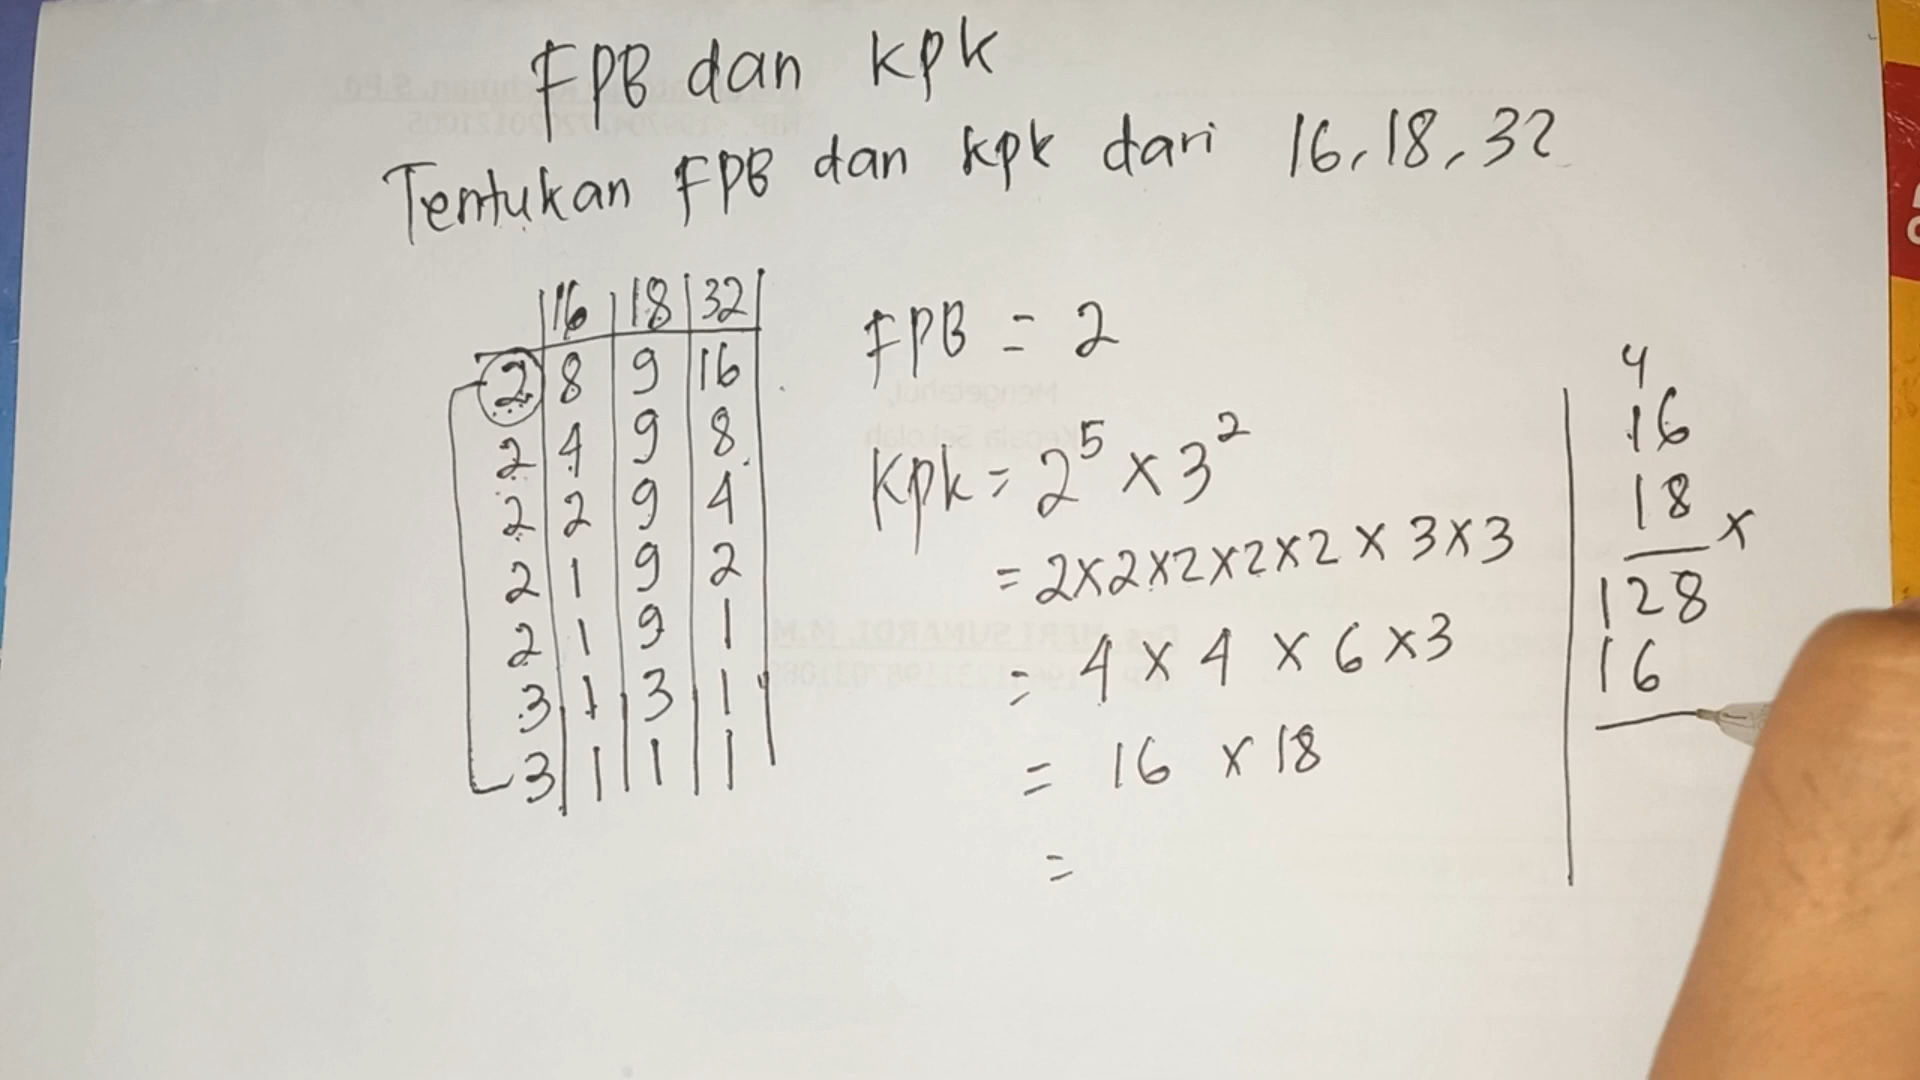 FPB dan kpk
Tentukan FPB dan kpk dari 16, 18, 32
16 18 32
2 8 9 16
2 4 9 8
2 2 9 4
2 1 9 2
2 1 9 1
3 1 3 1
3 1 1 1
FPB = 2
kpk = 2⁵ × 3²
= 2×2×2×2×2 × 3×3
= 4 × 4 × 6 × 3
= 16 × 18
=
4
16
18 ×
128
16